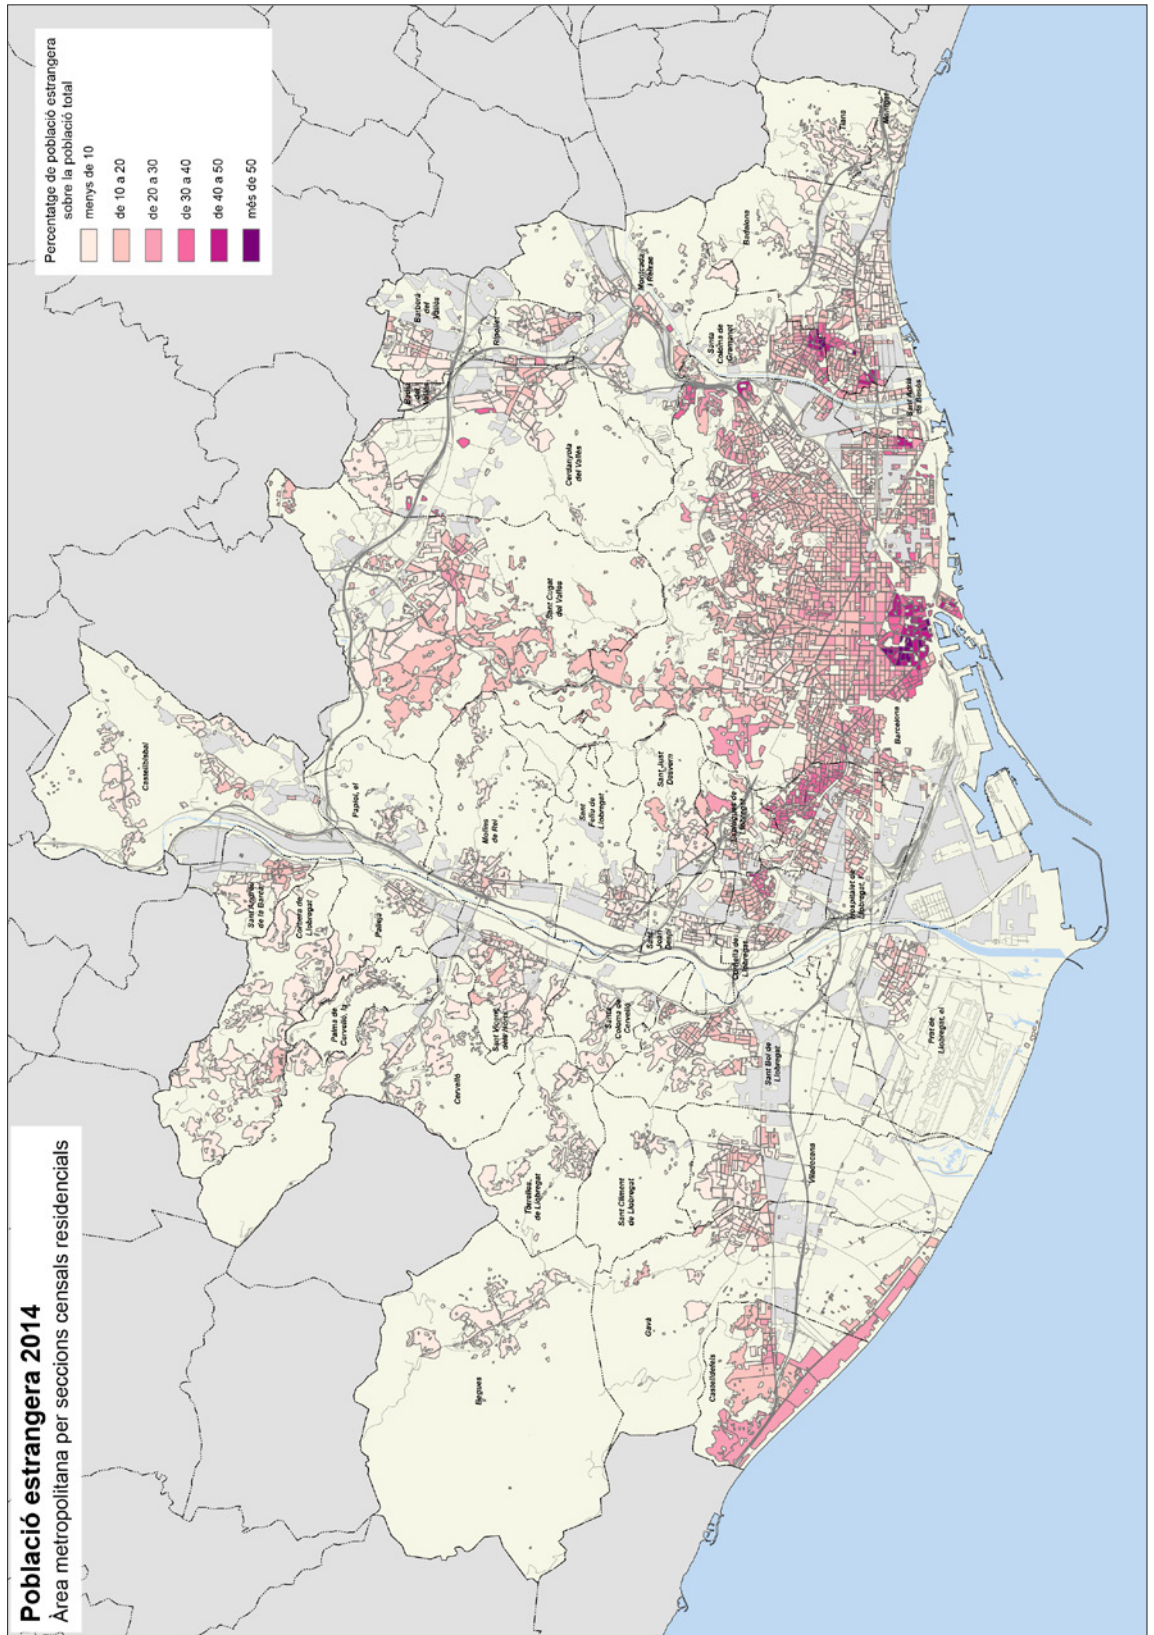 Població estrangera 2014
Àrea metropolitana per seccions censals residencials
Percentatge de població estrangera
sobre la població total
menys de 10
de 10 a 20
de 20 a 30
de 30 a 40
de 40 a 50
més de 50
Castellbisbal
Sant Andreu
de la Barca
Corbera de
Llobregat
Papiol, el
Pallejà
Palma de
Cervelló, la
Cervelló
Sant Vicenç
dels Horts
Molins
de Rei
Sant
Feliu de
Llobregat
Sant Just
Desvern
Sant Cugat
del Vallès
Cerdanyola
del Vallès
Badia
del
Vallès
Barberà
del
Vallès
Ripollet
Montcada
i Reixac
Santa
Coloma de
Gramenet
Badalona
Tiana
Montgat
Sant Adrià
de Besòs
Barcelona
Esplugues de
Llobregat
Hospitalet de
Llobregat, l'
Sant
Joan
Despí
Cornellà de
Llobregat
Santa
Coloma de
Cervelló
Sant Boi de
Llobregat
Prat de
Llobregat, el
Torrelles
de Llobregat
Sant Climent
de Llobregat
Viladecans
Begues
Gavà
Castelldefels